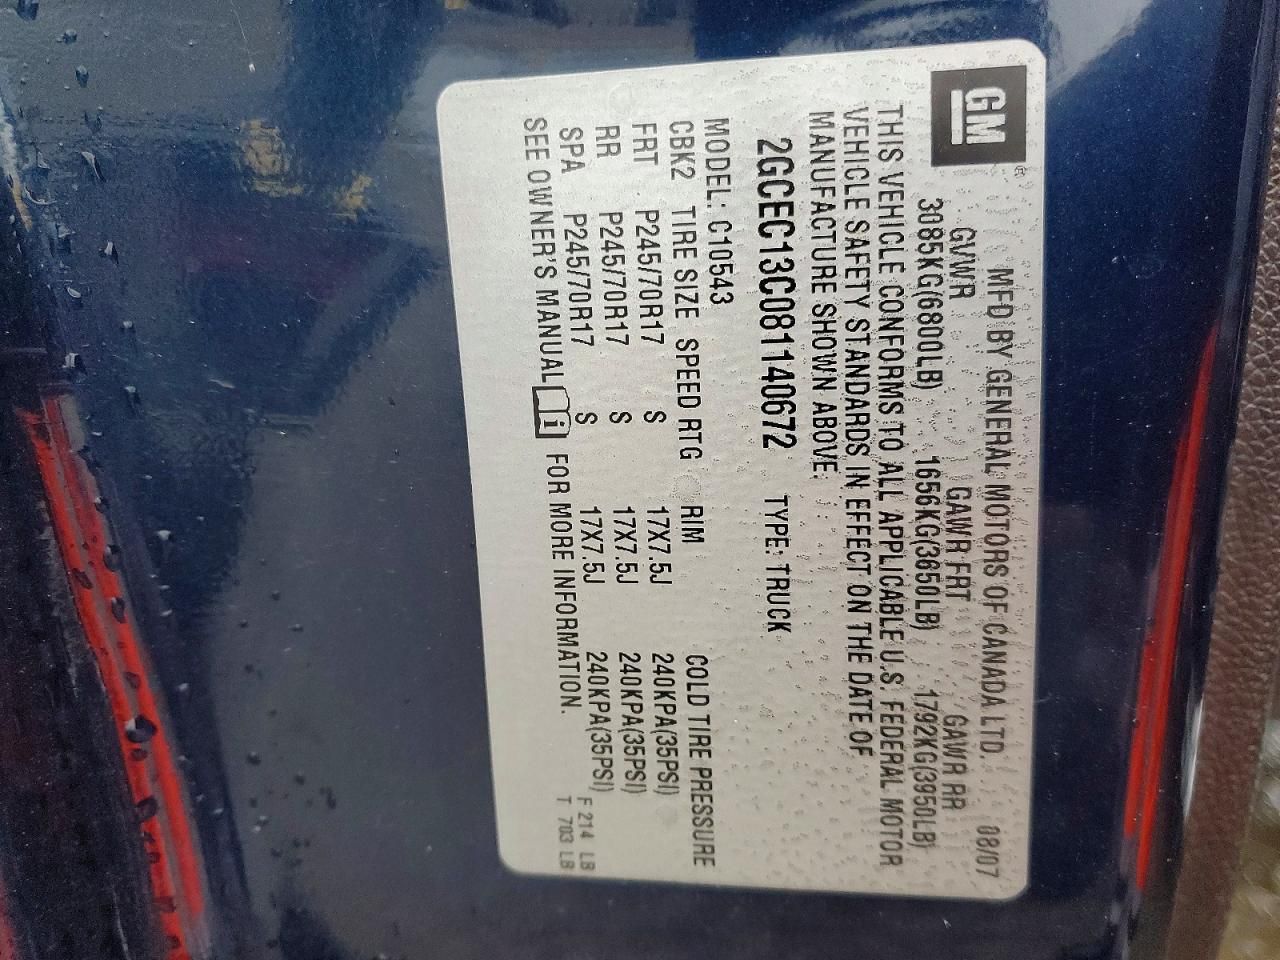 GM
MFD BY GENERAL MOTORS OF CANADA LTD. 08/07
GVWR GAWR FRT GAWR RR
3085KG(6800LB) 1656KG(3650LB) 1792KG(3950LB)
THIS VEHICLE CONFORMS TO ALL APPLICABLE U.S. FEDERAL MOTOR
VEHICLE SAFETY STANDARDS IN EFFECT ON THE DATE OF
MANUFACTURE SHOWN ABOVE.
2GCEC13C081140672 TYPE: TRUCK
MODEL: C10543
CBK2 TIRE SIZE SPEED RTG RIM COLD TIRE PRESSURE
FRT P245/70R17 S 17X7.5J 240KPA(35PSI)
RR P245/70R17 S 17X7.5J 240KPA(35PSI)
SPA P245/70R17 S 17X7.5J 240KPA(35PSI)
SEE OWNER'S MANUAL i FOR MORE INFORMATION.
F 214 LB
T 703 LB